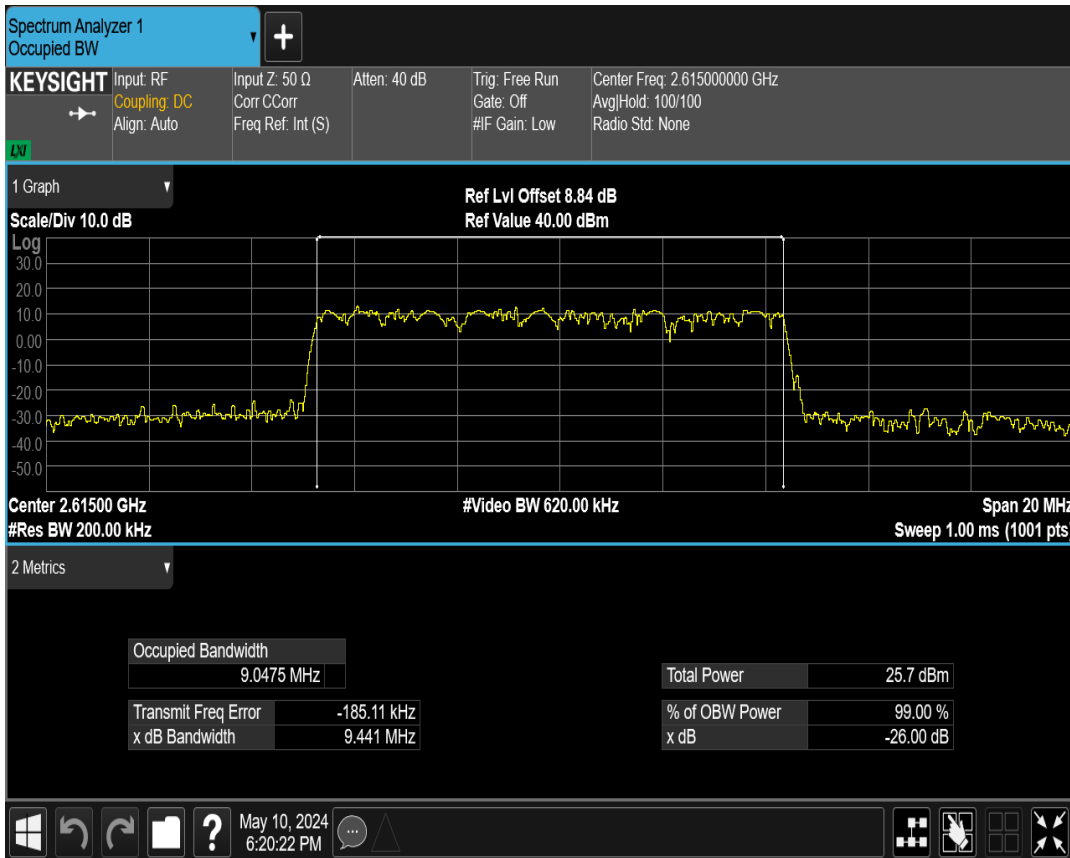 Spectrum Analyzer 1
Occupied BW
KEYSIGHT
LXI
Input: RF
Coupling: DC
Align: Auto
Input Z: 50 Ω
Corr CCorr
Freq Ref: Int (S)
Atten: 40 dB
Trig: Free Run
Gate: Off
#IF Gain: Low
Center Freq: 2.615000000 GHz
Avg|Hold: 100/100
Radio Std: None
1 Graph
Scale/Div 10.0 dB
Ref Lvl Offset 8.84 dB
Ref Value 40.00 dBm
Log
30.0
20.0
10.0
0.00
-10.0
-20.0
-30.0
-40.0
-50.0
Center 2.61500 GHz
#Video BW 620.00 kHz
Span 20 MHz
#Res BW 200.00 kHz
Sweep 1.00 ms (1001 pts)
2 Metrics
Occupied Bandwidth
9.0475 MHz
Transmit Freq Error -185.11 kHz
x dB Bandwidth 9.441 MHz
Total Power 25.7 dBm
% of OBW Power 99.00 %
x dB -26.00 dB
May 10, 2024
6:20:22 PM